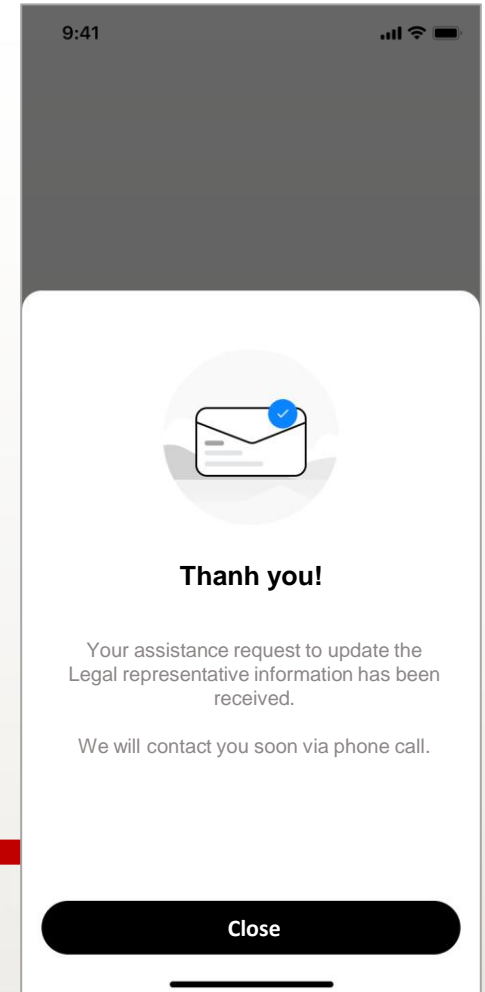 9:41
Thanh you!
Your assistance request to update the
Legal representative information has been
received.
We will contact you soon via phone call.
Close